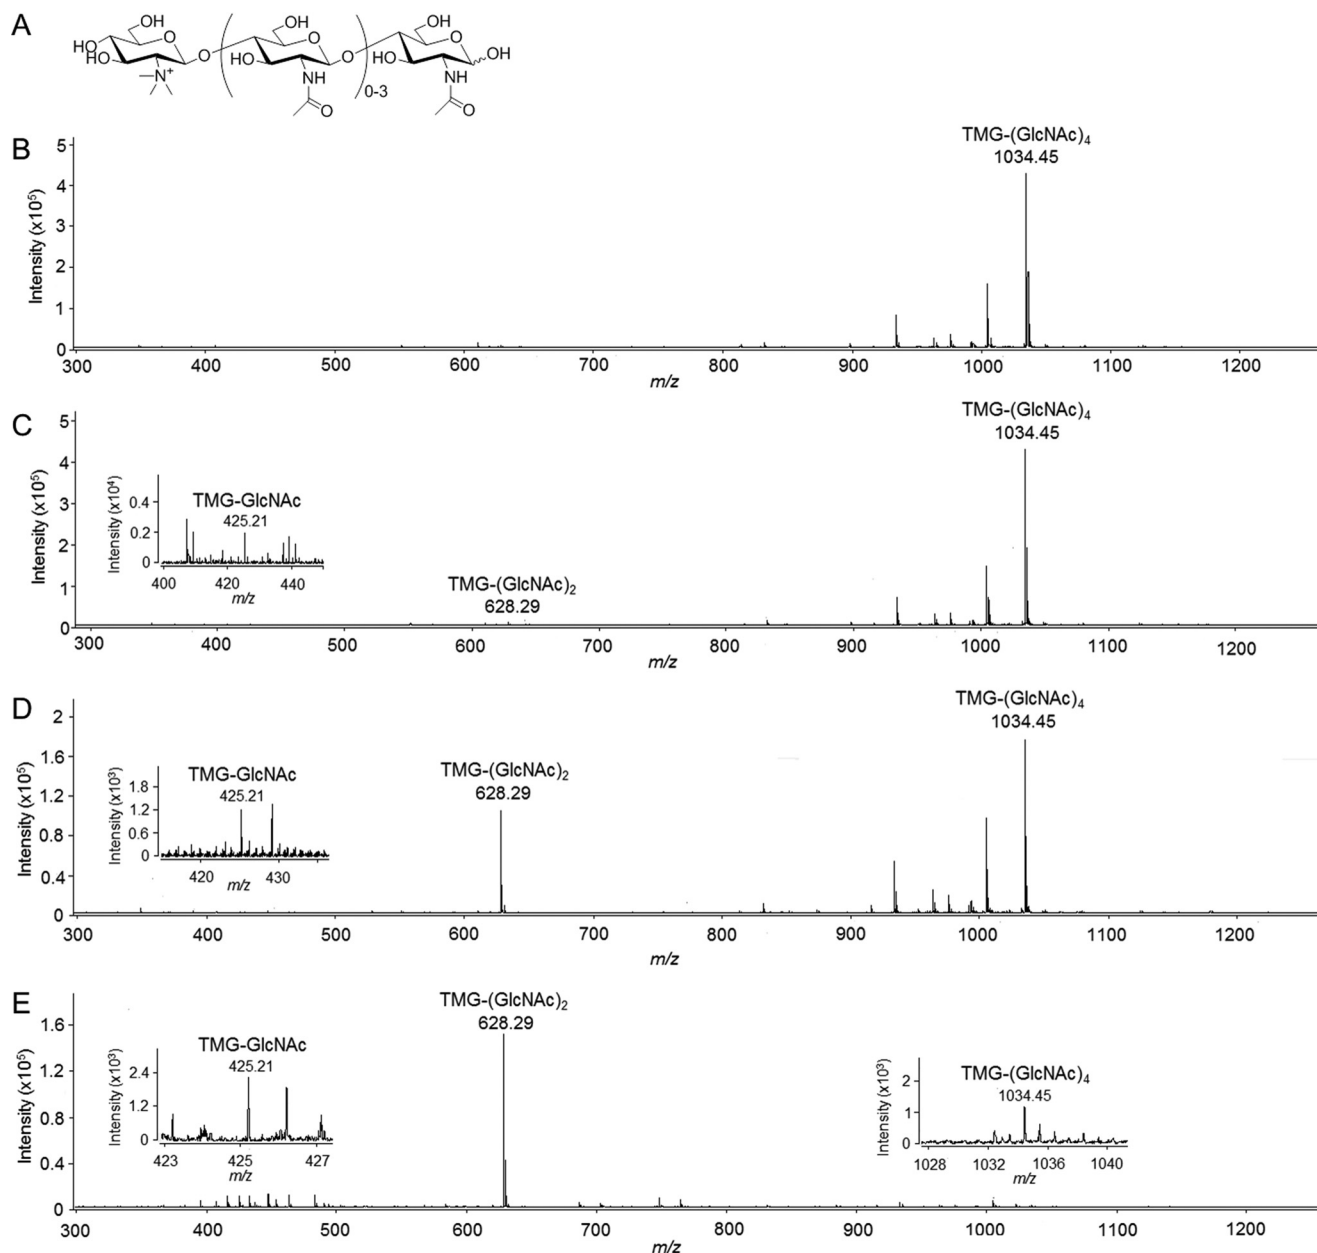 A
OH
OH
OH
HO
HO
O
O
HO
O
O
HO
O
OH
N+
NH
NH
O
0-3
O
B
TMG-(GlcNAc)4
1034.45
Intensity (x10⁵)
5
4
3
2
1
0
300 400 500 600 700 800 900 1000 1100 1200
m/z
C
TMG-(GlcNAc)4
1034.45
Intensity (x10⁵)
5
4
3
2
1
0
Intensity (x10⁴)
0.4
0.2
0
TMG-GlcNAc
425.21
400 420 440
m/z
TMG-(GlcNAc)2
628.29
300 400 500 600 700 800 900 1000 1100 1200
m/z
D
TMG-(GlcNAc)4
1034.45
Intensity (x10⁵)
2
1.6
1.2
0.8
0.4
0
Intensity (x10³)
1.8
1.2
0.6
0
TMG-GlcNAc
425.21
420 430
m/z
TMG-(GlcNAc)2
628.29
300 400 500 600 700 800 900 1000 1100 1200
m/z
E
TMG-(GlcNAc)2
628.29
Intensity (x10⁵)
1.6
1.2
0.8
0.4
0
Intensity (x10³)
2.4
1.2
0
TMG-GlcNAc
425.21
423 425 427
m/z
Intensity (x10³)
2
1
0
TMG-(GlcNAc)4
1034.45
1028 1032 1036 1040
m/z
300 400 500 600 700 800 900 1000 1100 1200
m/z